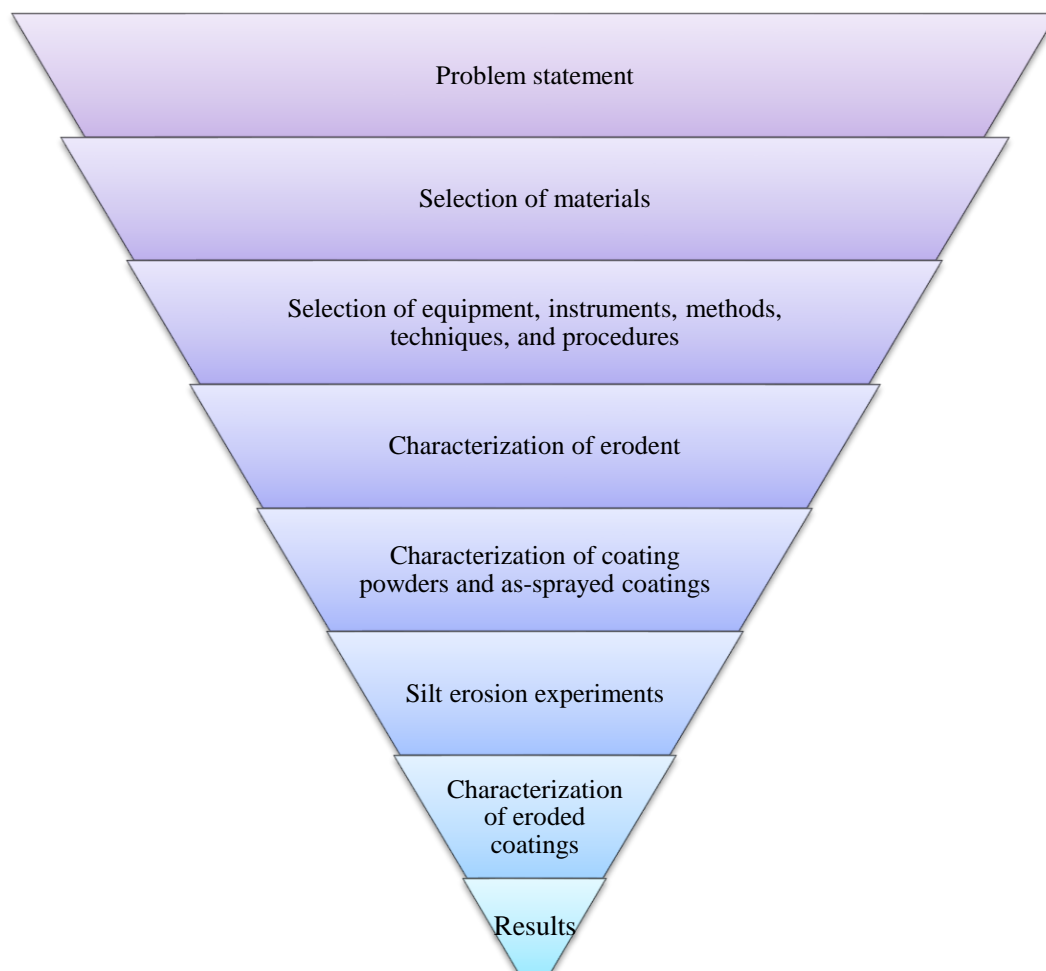 Problem statement
Selection of materials
Selection of equipment, instruments, methods,
techniques, and procedures
Characterization of erodent
Characterization of coating
powders and as-sprayed coatings
Silt erosion experiments
Characterization
of eroded
coatings
Results